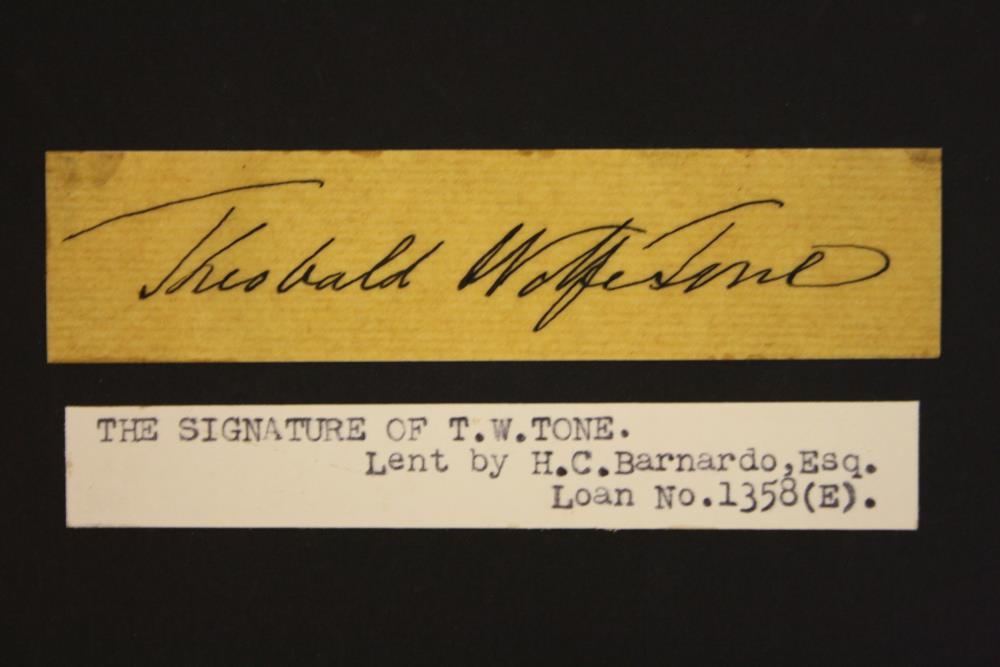 Theobald Wolfe Tone
THE SIGNATURE OF T.W.TONE.
Lent by H.C.Barnardo,Esq.
Loan No.1358(E).